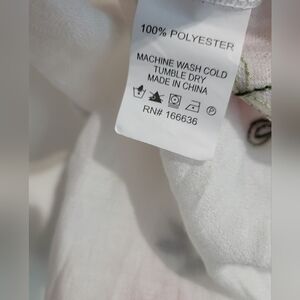 100% POLYESTER
MACHINE WASH COLD
TUMBLE DRY
MADE IN CHINA
RN# 166636